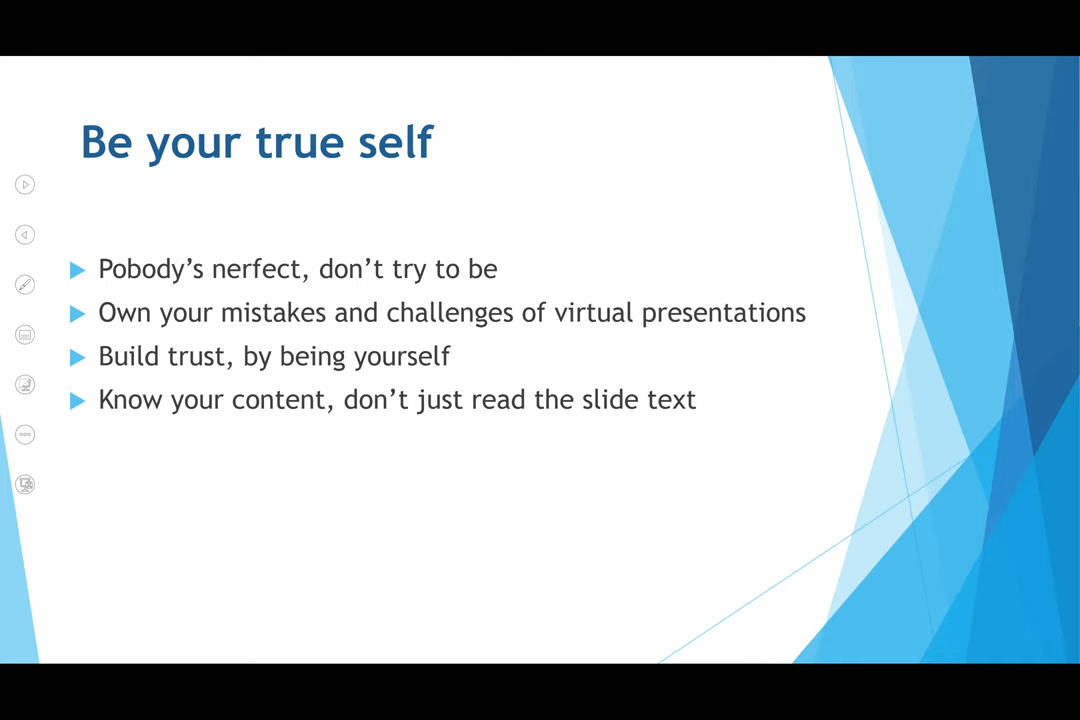 Be your true self
Pobody’s nerfect, don’t try to be
Own your mistakes and challenges of virtual presentations
Build trust, by being yourself
Know your content, don’t just read the slide text